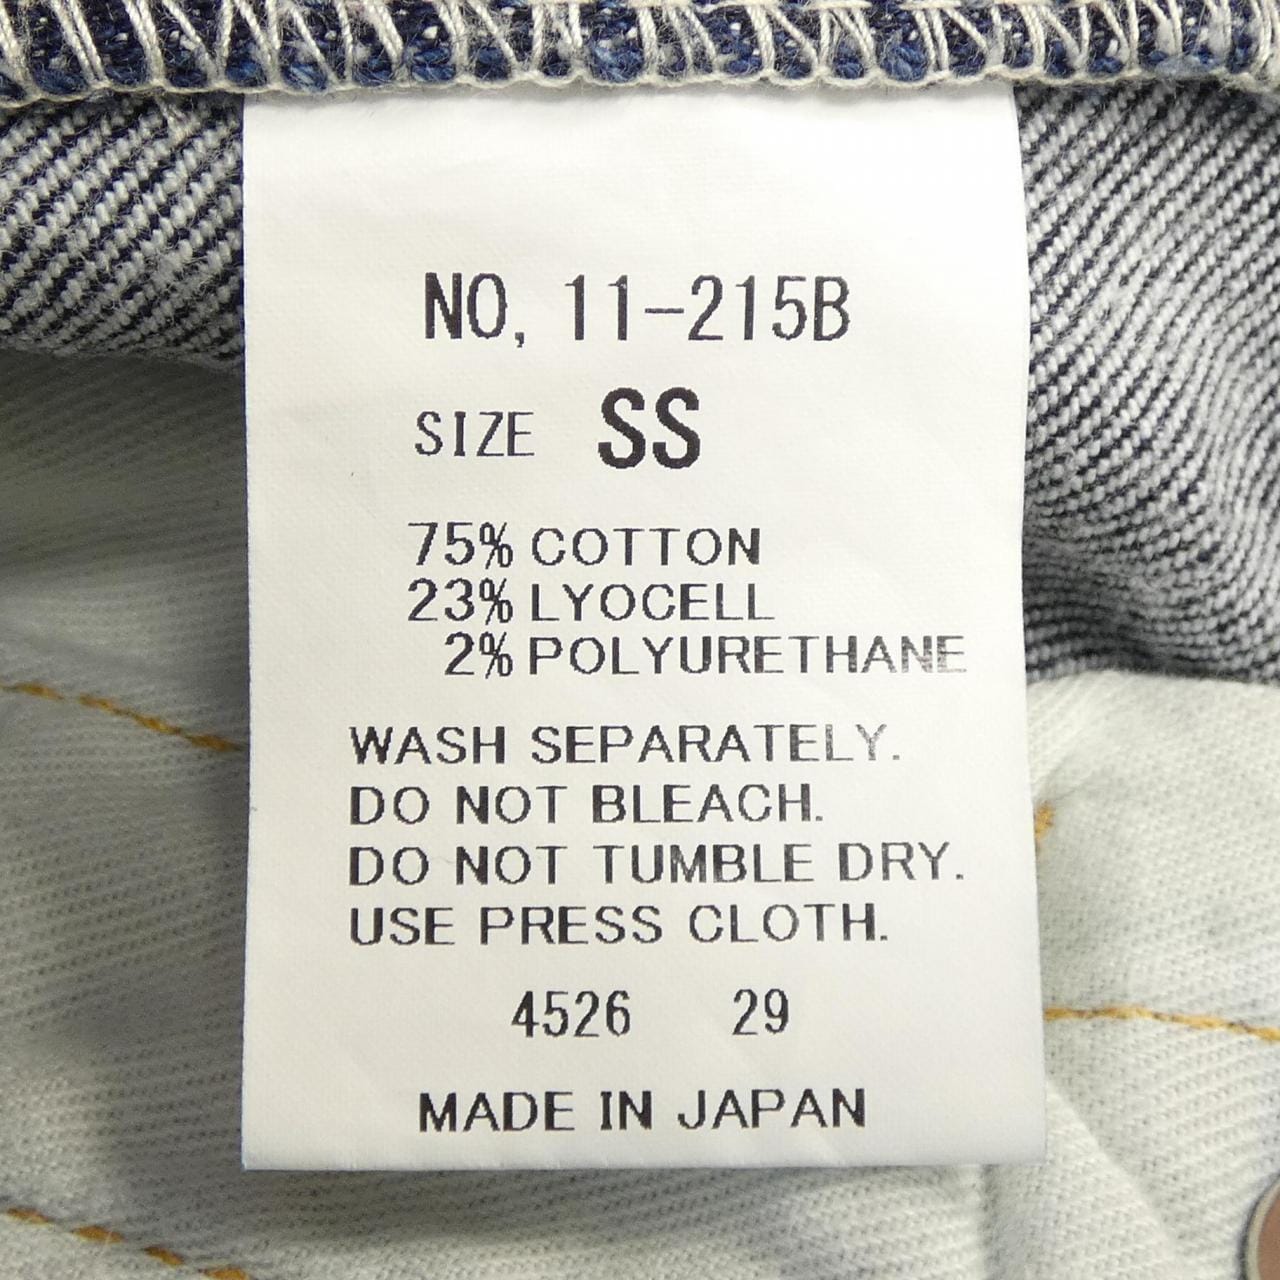 NO, 11-215B
SIZE SS
75% COTTON
23% LYOCELL
2% POLYURETHANE
WASH SEPARATELY.
DO NOT BLEACH.
DO NOT TUMBLE DRY.
USE PRESS CLOTH.
4526 29
MADE IN JAPAN